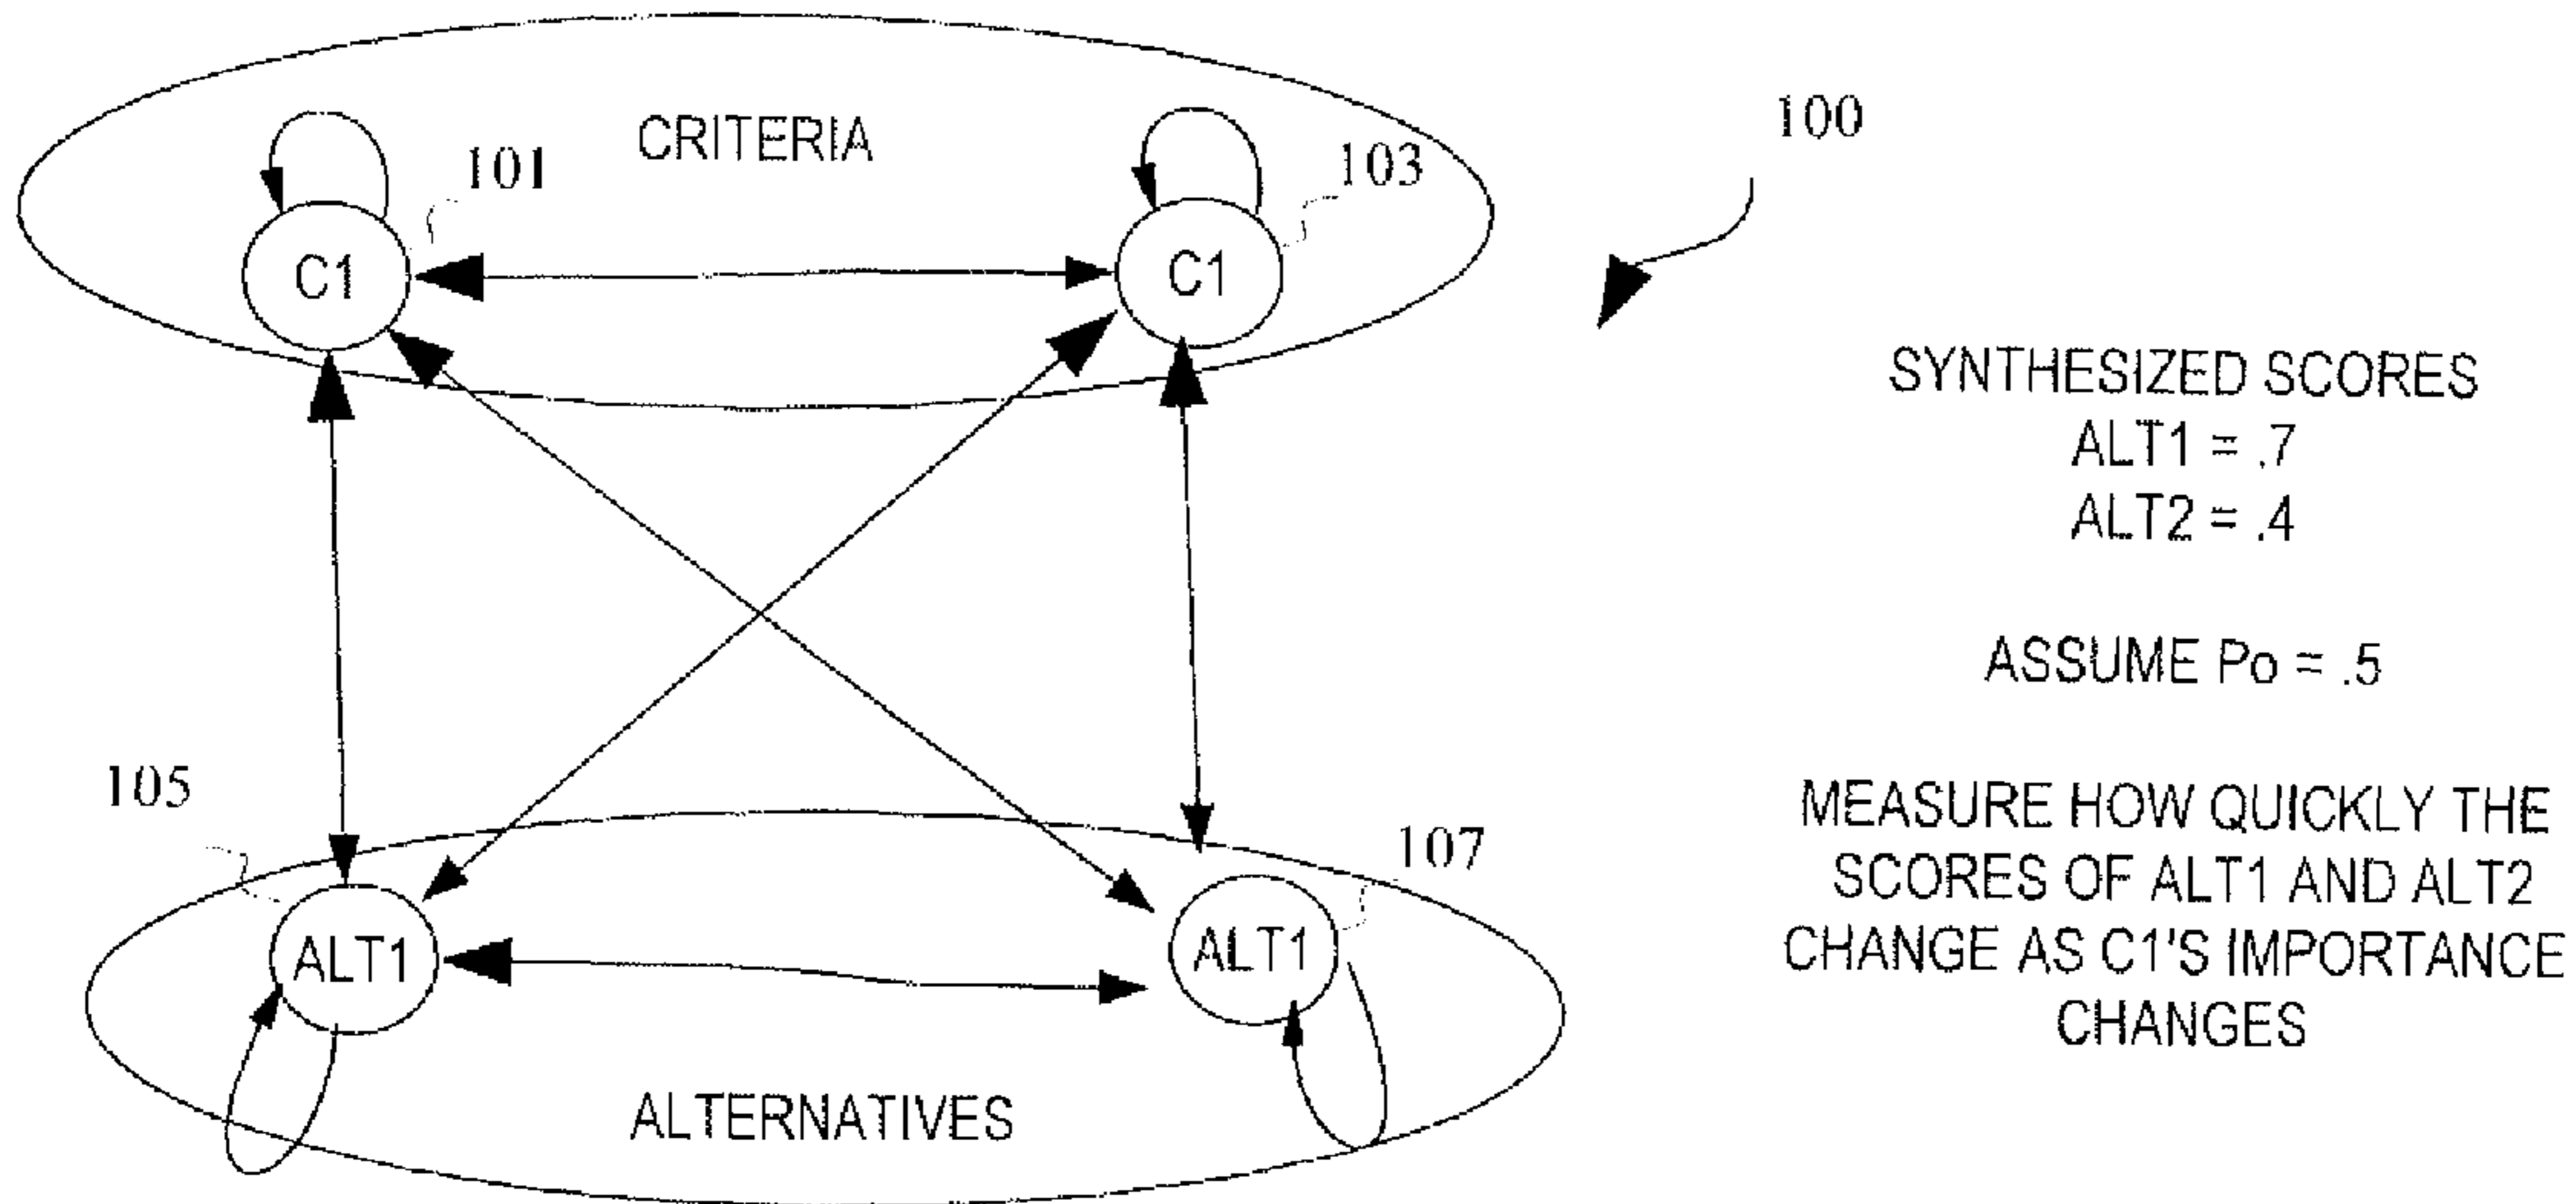 CRITERIA
100
101
103
C1
C1
SYNTHESIZED SCORES
ALT1 = .7
ALT2 = .4
ASSUME Po = .5
MEASURE HOW QUICKLY THE
SCORES OF ALT1 AND ALT2
CHANGE AS C1'S IMPORTANCE
CHANGES
105
107
ALT1
ALT1
ALTERNATIVES